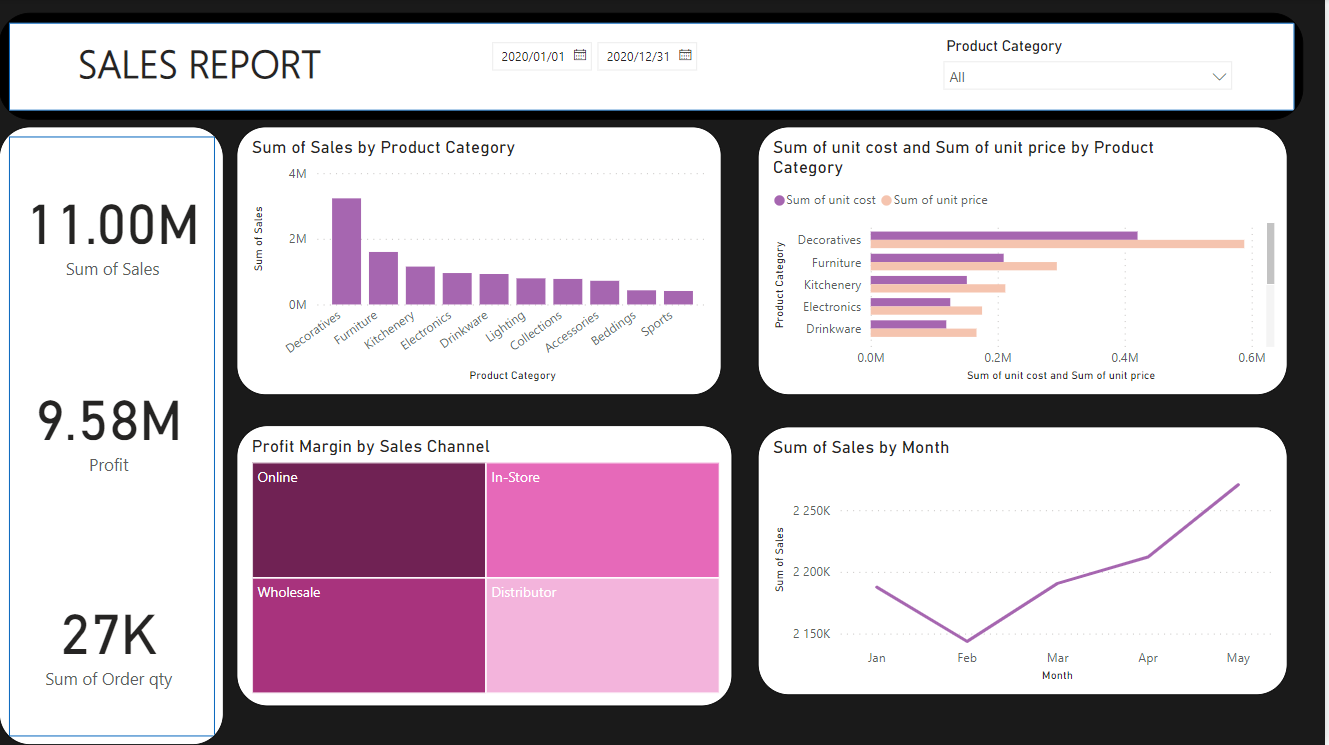 SALES REPORT
2020/01/01
2020/12/31
Product Category
All
11.00M
Sum of Sales
9.58M
Profit
27K
Sum of Order qty
Sum of Sales by Product Category
Sum of Sales
4M
2M
0M
Decoratives
Furniture
Kitchenery
Electronics
Drinkware
Lighting
Collections
Accessories
Beddings
Sports
Product Category
Sum of unit cost and Sum of unit price by Product
Category
Sum of unit cost Sum of unit price
Product Category
Decoratives
Furniture
Kitchenery
Electronics
Drinkware
0.0M 0.2M 0.4M 0.6M
Sum of unit cost and Sum of unit price
Profit Margin by Sales Channel
Online
In-Store
Wholesale
Distributor
Sum of Sales by Month
Sum of Sales
2 250K
2 200K
2 150K
Jan Feb Mar Apr May
Month